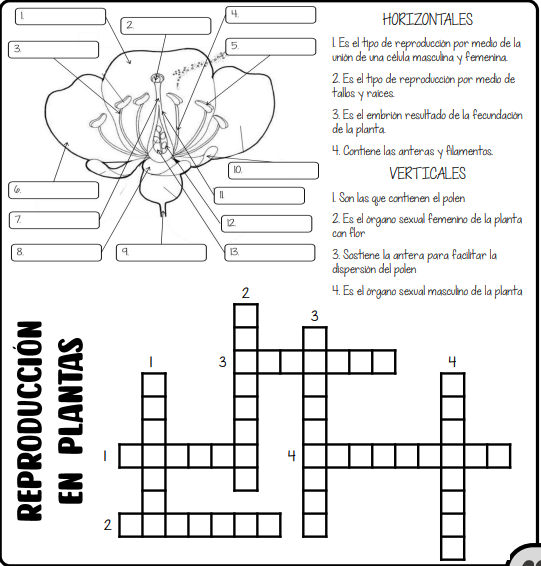 1.
2.
3.
4.
5.
6.
7.
8.
9.
10.
11.
12.
13.
HORIZONTALES
1. Es el tipo de reproducción por medio de la
unión de una célula masculina y femenina.
2. Es el tipo de reproducción por medio de
tallos y raíces.
3. Es el embrión resultado de la fecundación
de la planta.
4. Contiene las anteras y filamentos.
VERTICALES
1. Son las que contienen el polen
2. Es el órgano sexual femenino de la planta
con flor
3. Sostiene la antera para facilitar la
dispersión del polen
4. Es el órgano sexual masculino de la planta
REPRODUCCIÓN
EN PLANTAS
2
3
1
3
4
1
4
2